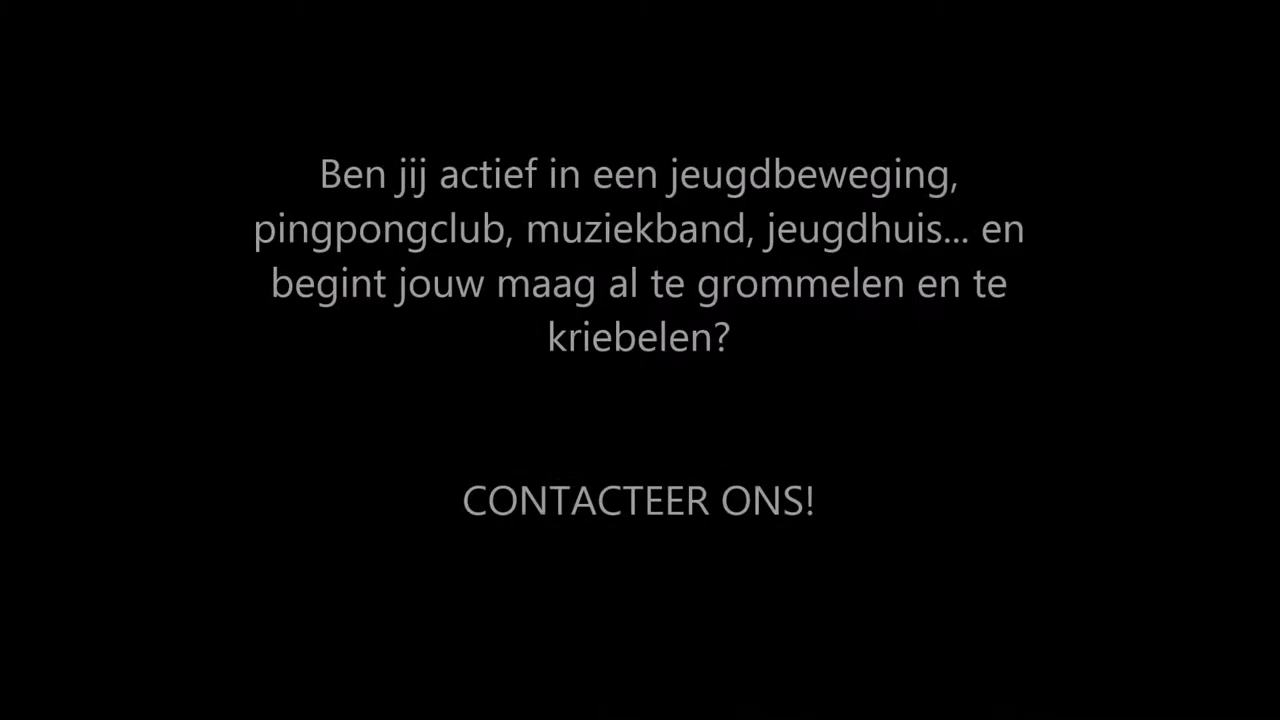 Ben jij actief in een jeugdbeweging,
pingpongclub, muziekband, jeugdhuis... en
begint jouw maag al te grommelen en te
kriebelen?
CONTACTEER ONS!